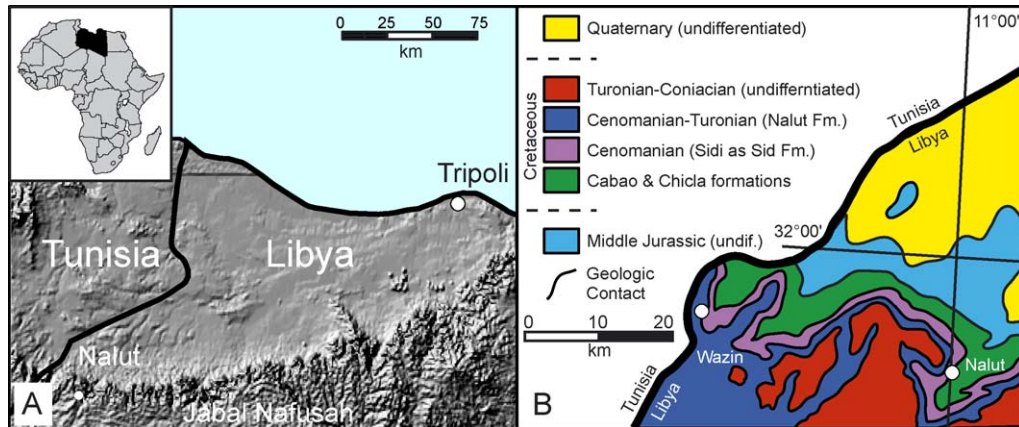 0 25 50 75
km
Tripoli
Tunisia
Libya
Nalut
Jabal Nafusah
A
11°00'
Quaternary (undifferentiated)
Cretaceous
Turonian-Coniacian (undifferntiated)
Cenomanian-Turonian (Nalut Fm.)
Cenomanian (Sidi as Sid Fm.)
Cabao & Chicla formations
Middle Jurassic (undif.)
Geologic
Contact
0 10 20
km
Tunisia
Libya
32°00'
Wazin
Nalut
Tunisia
Libya
B